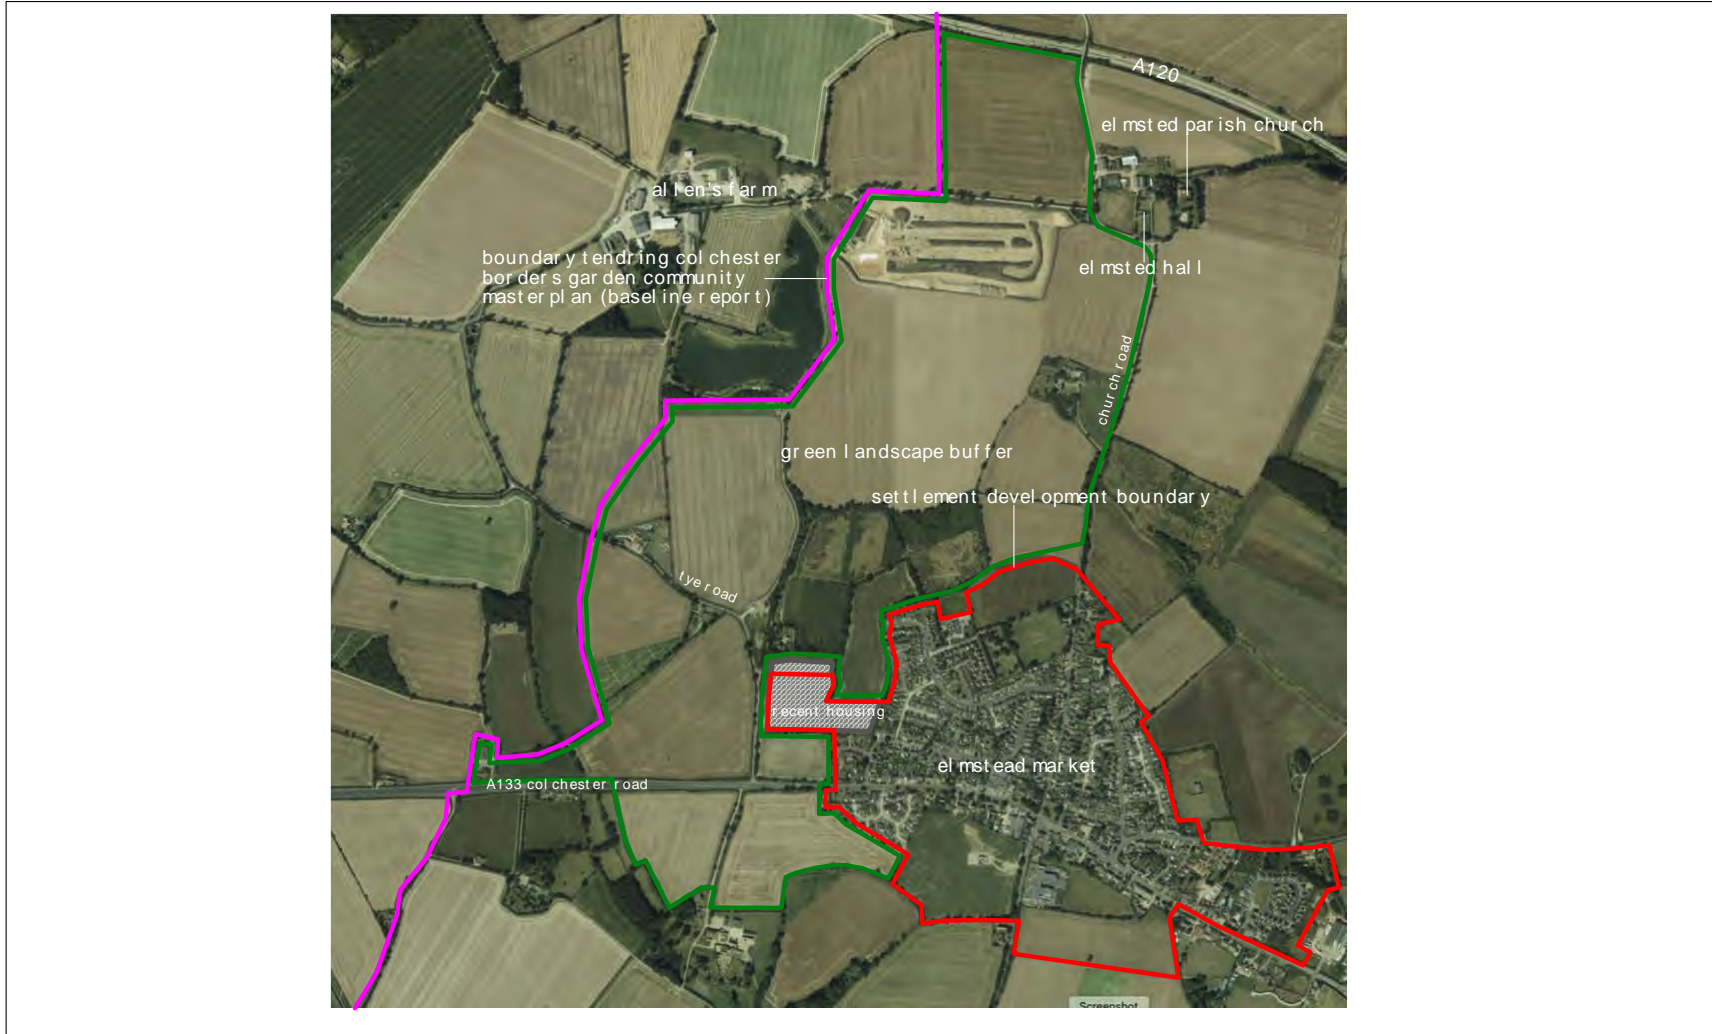 A120
elmsted parish church
allen's farm
boundary tendring colchester
borders garden community
masterplan (baseline report)
elmsted hall
church road
green landscape buffer
settlement development boundary
tye road
recent housing
elmstead market
A133 colchester road
Screenshot